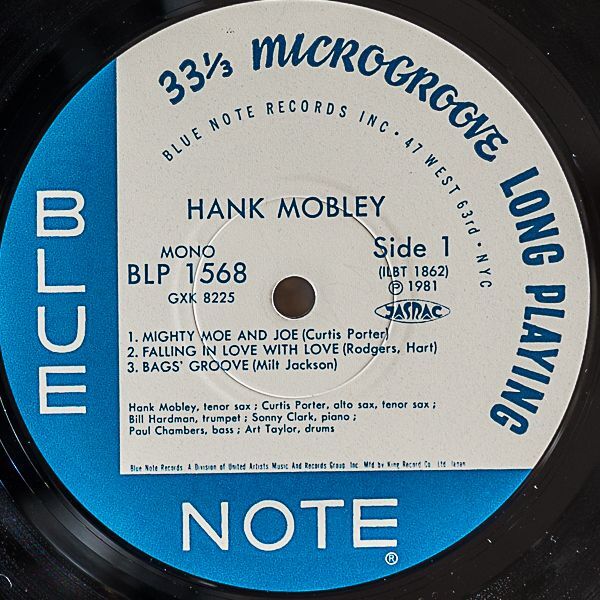 33⅓ MICROGROOVE LONG PLAYING
BLUE NOTE RECORDS INC • 47 WEST 63rd • NYC
BLUE
HANK MOBLEY
MONO
BLP 1568
GXK 8225
Side 1
(ILBT 1862)
℗ 1981
JASRAC
1. MIGHTY MOE AND JOE (Curtis Porter)
2. FALLING IN LOVE WITH LOVE (Rodgers, Hart)
3. BAGS' GROOVE (Milt Jackson)
Hank Mobley, tenor sax ; Curtis Porter, alto sax, tenor sax ;
Bill Hardman, trumpet ; Sonny Clark, piano ;
Paul Chambers, bass ; Art Taylor, drums
Blue Note Records A Division of United Artists Music And Records Group Inc. Mfd by King Record Co. Ltd. Japan
NOTE®